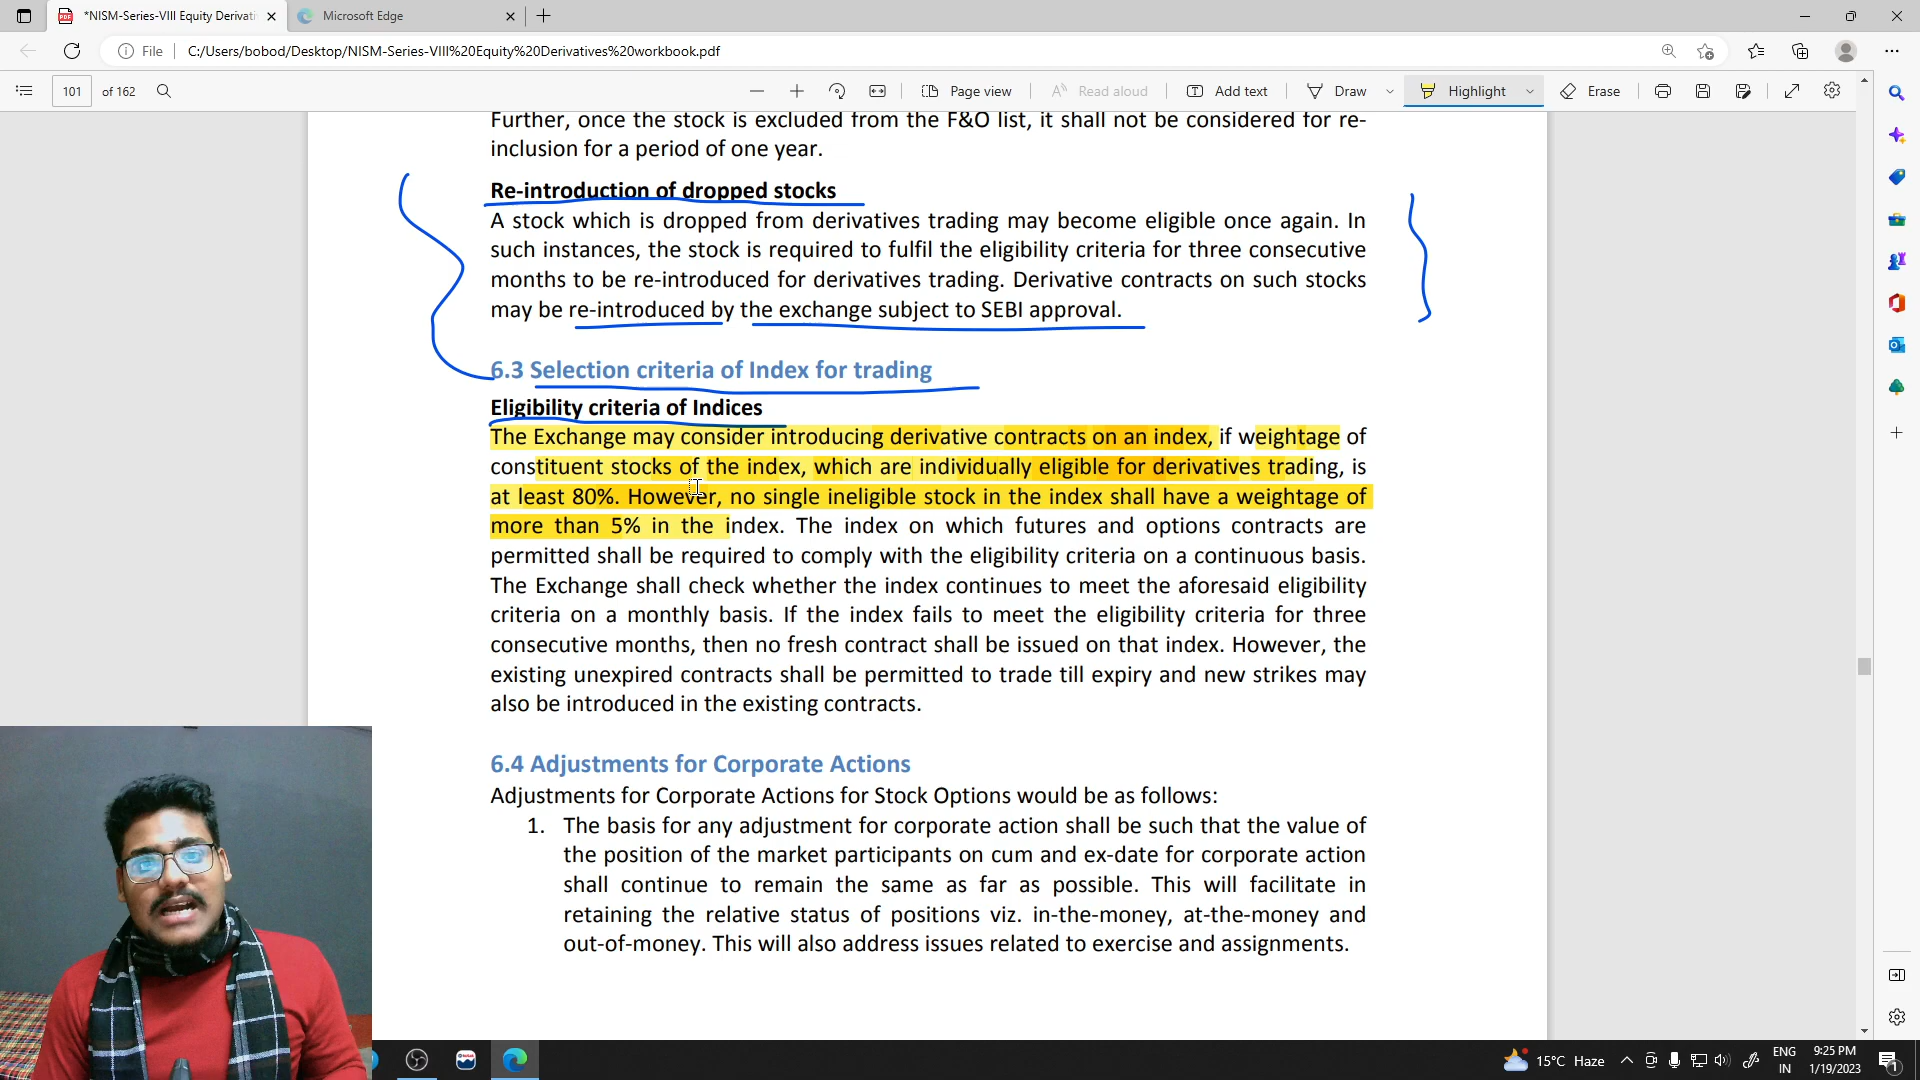 *NISM-Series-VIII Equity Derivati
Microsoft Edge
File
C:/Users/bobod/Desktop/NISM-Series-VIII%20Equity%20Derivatives%20workbook.pdf
101 of 162
Page view
Read aloud
Add text
Draw
Highlight
Erase
Further, once the stock is excluded from the F&O list, it shall not be considered for re-
inclusion for a period of one year.
Re-introduction of dropped stocks
A stock which is dropped from derivatives trading may become eligible once again. In
such instances, the stock is required to fulfil the eligibility criteria for three consecutive
months to be re-introduced for derivatives trading. Derivative contracts on such stocks
may be re-introduced by the exchange subject to SEBI approval.
6.3 Selection criteria of Index for trading
Eligibility criteria of Indices
The Exchange may consider introducing derivative contracts on an index, if weightage of
constituent stocks of the index, which are individually eligible for derivatives trading, is
at least 80%. However, no single ineligible stock in the index shall have a weightage of
more than 5% in the index. The index on which futures and options contracts are
permitted shall be required to comply with the eligibility criteria on a continuous basis.
The Exchange shall check whether the index continues to meet the aforesaid eligibility
criteria on a monthly basis. If the index fails to meet the eligibility criteria for three
consecutive months, then no fresh contract shall be issued on that index. However, the
existing unexpired contracts shall be permitted to trade till expiry and new strikes may
also be introduced in the existing contracts.
6.4 Adjustments for Corporate Actions
Adjustments for Corporate Actions for Stock Options would be as follows:
1. The basis for any adjustment for corporate action shall be such that the value of
the position of the market participants on cum and ex-date for corporate action
shall continue to remain the same as far as possible. This will facilitate in
retaining the relative status of positions viz. in-the-money, at-the-money and
out-of-money. This will also address issues related to exercise and assignments.
15°C Haze
ENG
IN
9:25 PM
1/19/2023
1